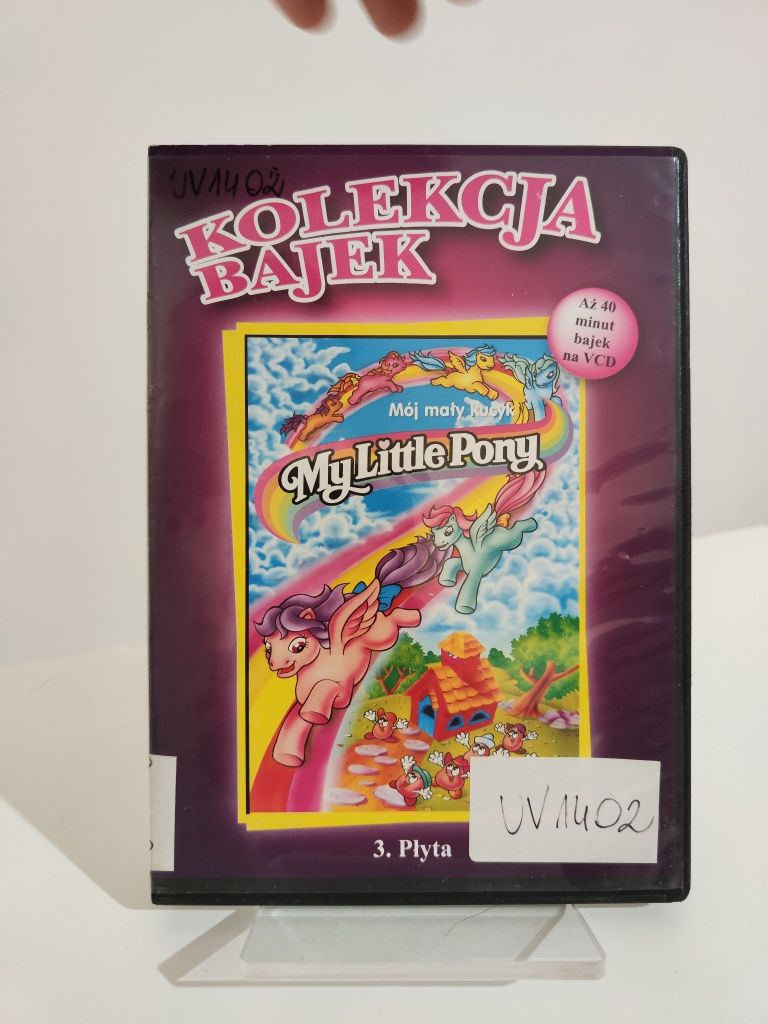 UV1402
KOLEKCJA
BAJEK
Aż 40
minut
bajek
na VCD
Mój mały kucyk
My Little Pony
3. Płyta
UV1402